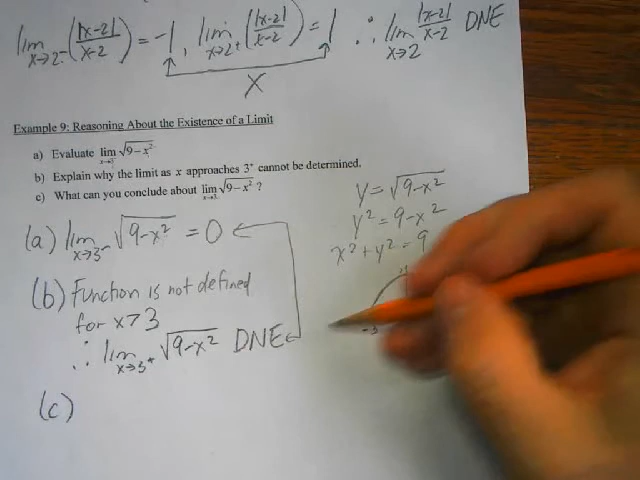 lim x→2⁻ (|x-2|/x-2) = -1, lim x→2⁺ (|x-2|/x-2) = 1 ∴ lim x→2 |x-2|/x-2 DNE
X
Example 9: Reasoning About the Existence of a Limit
a) Evaluate lim x→3⁻ √9-x²
b) Explain why the limit as x approaches 3⁺ cannot be determined.
c) What can you conclude about lim x→3 √9-x² ?
y = √9-x²
y² = 9-x²
x² + y² = 9
(a) lim x→3⁻ √9-x² = 0
(b) Function is not defined
for x>3
∴ lim x→3⁺ √9-x² DNE
-3
(c)